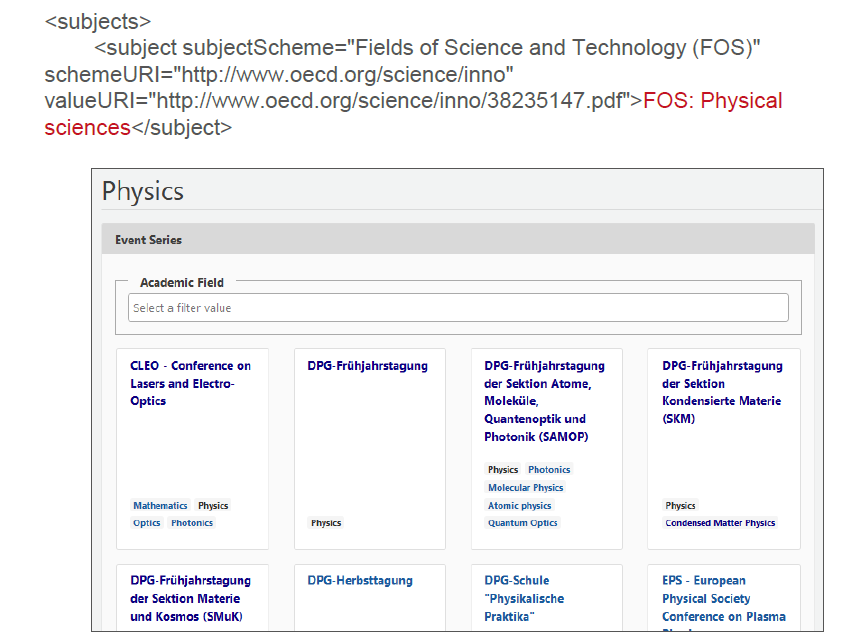 <subjects>
<subject subjectScheme="Fields of Science and Technology (FOS)"
schemeURI="http://www.oecd.org/science/inno"
valueURI="http://www.oecd.org/science/inno/38235147.pdf">FOS: Physical
sciences</subject>
Physics
Event Series
Academic Field
Select a filter value
CLEO - Conference on
Lasers and Electro-
Optics
Mathematics Physics
Optics Photonics
DPG-Frühjahrstagung
Physics
DPG-Frühjahrstagung
der Sektion Atome,
Moleküle,
Quantenoptik und
Photonik (SAMOP)
Physics Photonics
Molecular Physics
Atomic physics
Quantum Optics
DPG-Frühjahrstagung
der Sektion
Kondensierte Materie
(SKM)
Physics
Condensed Matter Physics
DPG-Frühjahrstagung
der Sektion Materie
und Kosmos (SMuK)
DPG-Herbsttagung
DPG-Schule
"Physikalische
Praktika"
EPS - European
Physical Society
Conference on Plasma